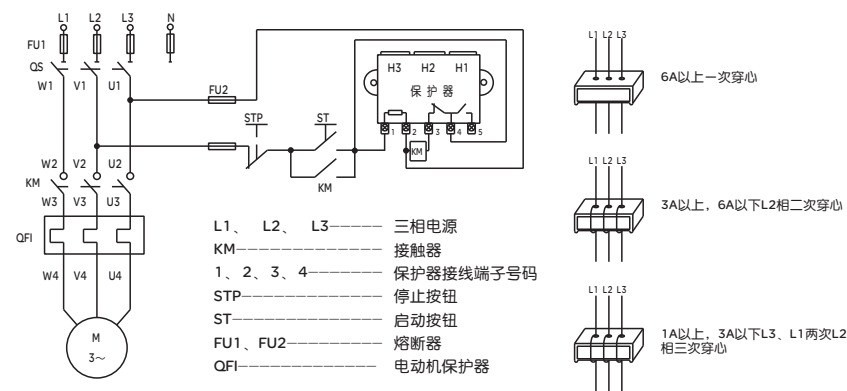 L1 L2 L3 N
FU1
QS
W1 V1 U1
FU2
STP ST
KM
H3 H2 H1
保 护 器
1 2 3 4 5
KM
W2 V2 U2
KM
W3 V3 U3
QFI
W4 V4 U4
M
3～
L1、 L2、 L3----- 三相电源
KM-------------- 接触器
1、2、3、4------- 保护器接线端子号码
STP------------- 停止按钮
ST-------------- 启动按钮
FU1、FU2--------- 熔断器
QFI------------- 电动机保护器
L1 L2 L3
6A以上一次穿心
L1 L2 L3
3A以上，6A以下L2相二次穿心
L1 L2 L3
1A以上，3A以下L3、L1两次L2
相三次穿心